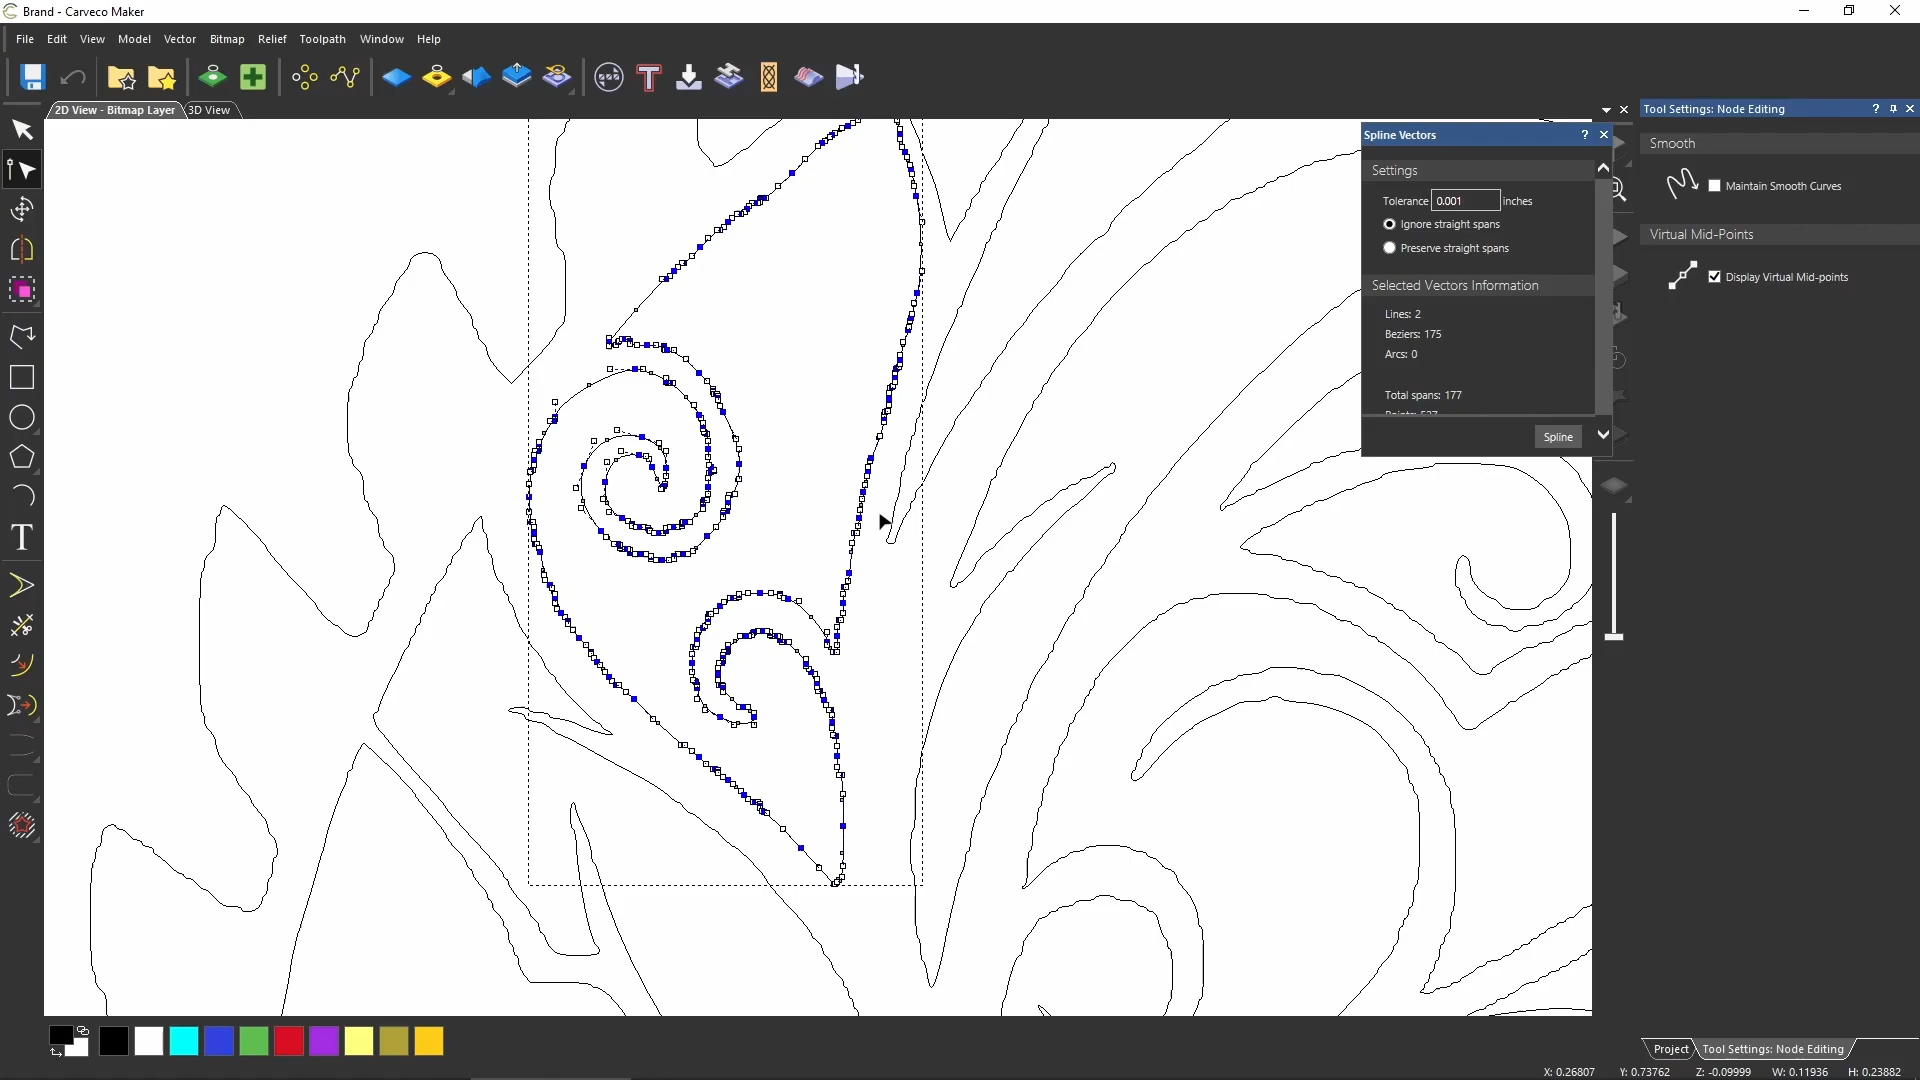 Brand - Carveco Maker
File Edit View Model Vector Bitmap Relief Toolpath Window Help
2D View - Bitmap Layer 3D View
Spline Vectors
Settings
Tolerance 0.001 inches
Ignore straight spans
Preserve straight spans
Selected Vectors Information
Lines: 2
Beziers: 175
Arcs: 0
Total spans: 177
Spline
Tool Settings: Node Editing
Smooth
Maintain Smooth Curves
Virtual Mid-Points
Display Virtual Mid-points
Project Tool Settings: Node Editing
X: 0.26807 Y: 0.73762 Z: -0.09999 W: 0.11936 H: 0.23882